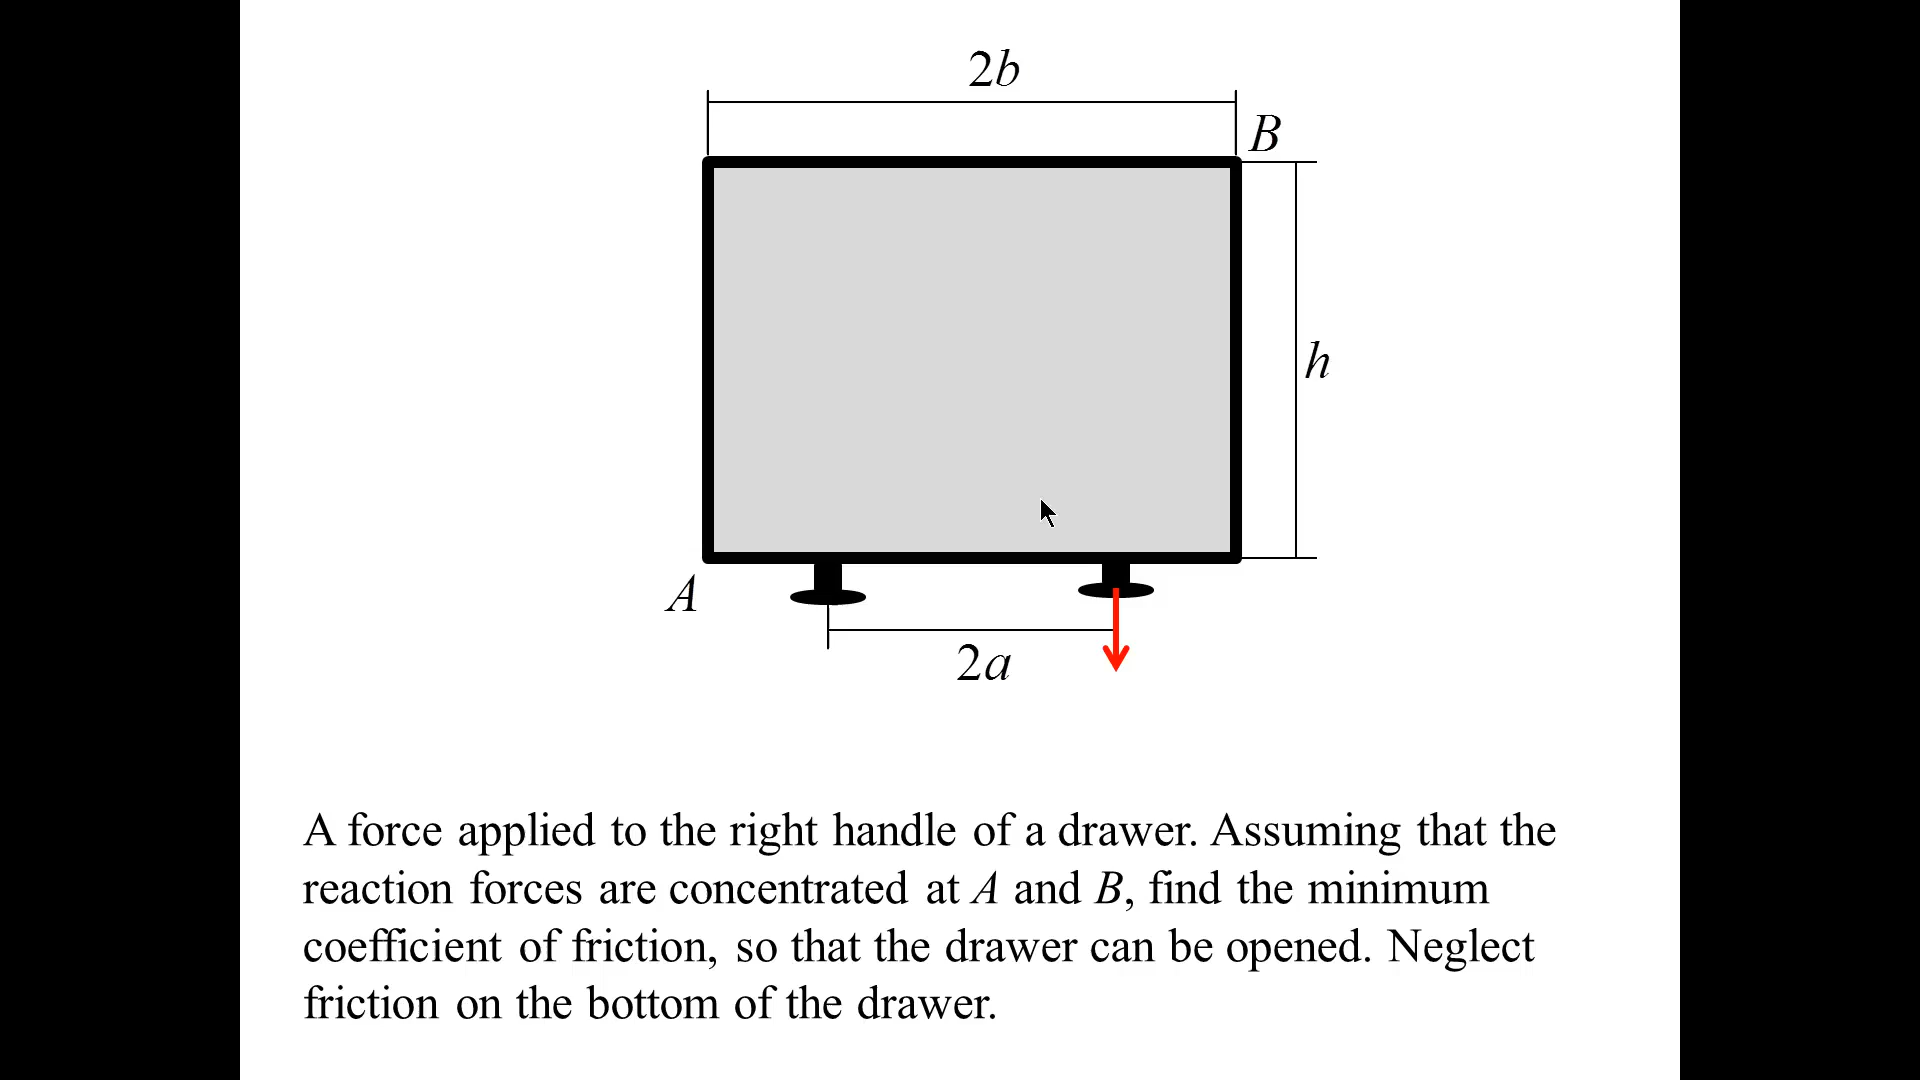 2b
B
h
A
2a
A force applied to the right handle of a drawer. Assuming that the
reaction forces are concentrated at A and B, find the minimum
coefficient of friction, so that the drawer can be opened. Neglect
friction on the bottom of the drawer.